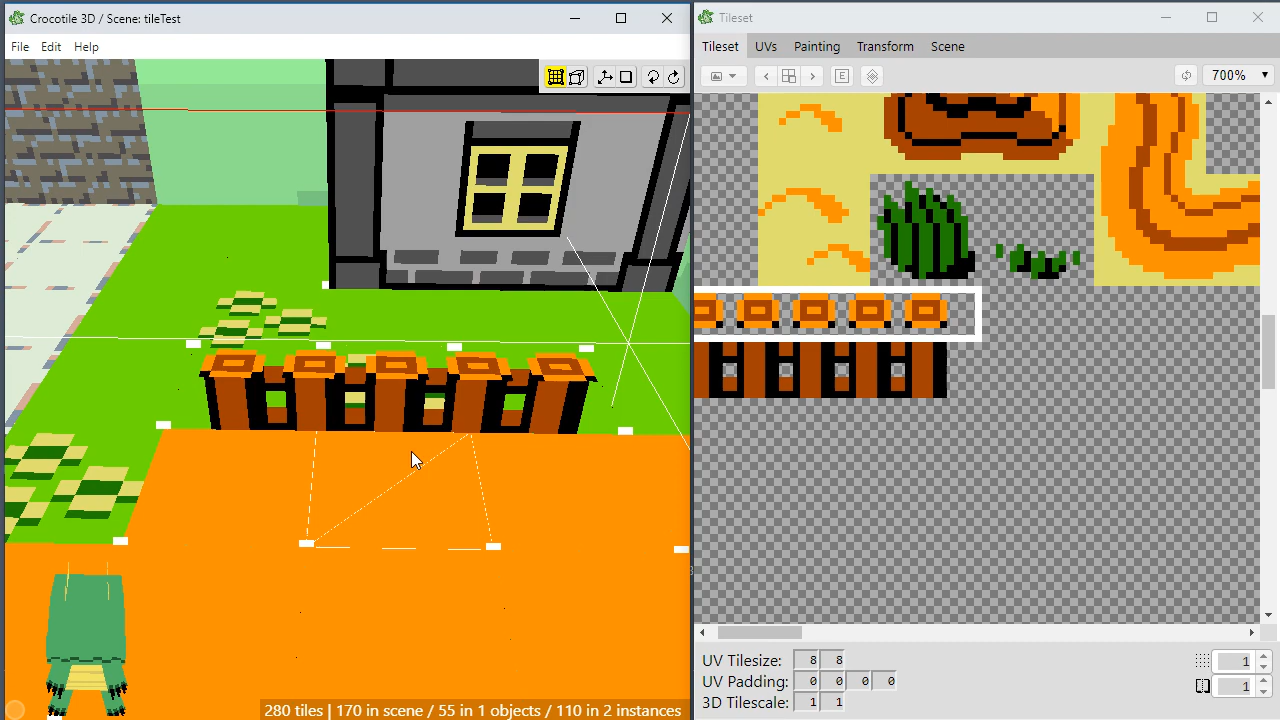 Crocotile 3D / Scene: tileTest
File Edit Help
280 tiles | 170 in scene / 55 in 1 objects / 110 in 2 instances
Tileset
Tileset UVs Painting Transform Scene
E 700%
UV Tilesize: 8 8 1
UV Padding: 0 0 0 0 1
3D Tilescale: 1 1